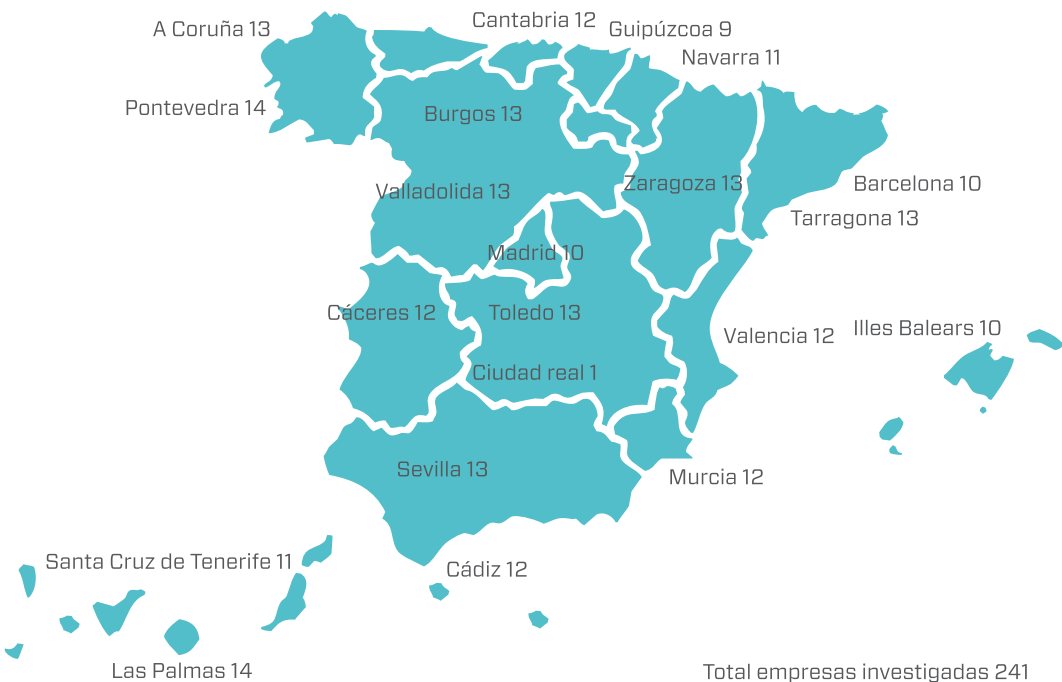 Cantabria 12
A Coruña 13
Guipúzcoa 9
Navarra 11
Pontevedra 14
Burgos 13
Valladolida 13
Zaragoza 13
Barcelona 10
Tarragona 13
Madrid 10
Cáceres 12
Toledo 13
Valencia 12
Illes Balears 10
Ciudad real 1
Sevilla 13
Murcia 12
Santa Cruz de Tenerife 11
Cádiz 12
Las Palmas 14
Total empresas investigadas 241